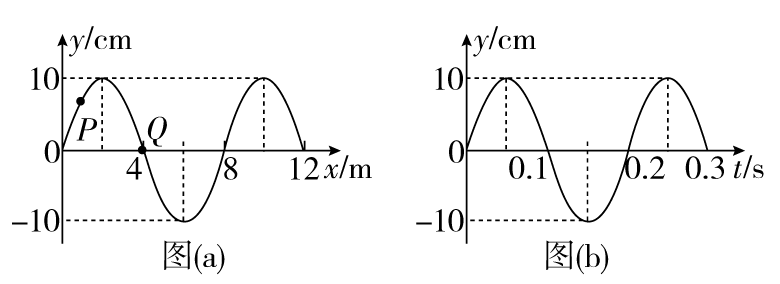 y/cm
10
P
Q
0
4
8
12 x/m
−10
图(a)
y/cm
10
0
0.1
0.2
0.3 t/s
−10
图(b)